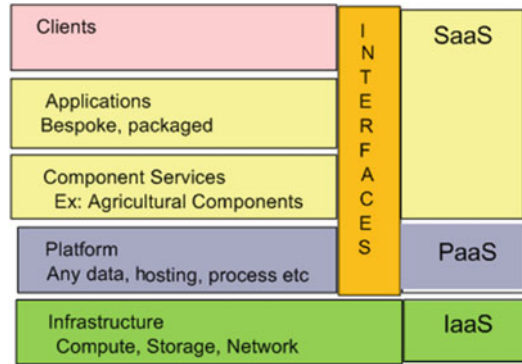 Clients
Applications
Bespoke, packaged
Component Services
Ex: Agricultural Components
Platform
Any data, hosting, process etc
Infrastructure
Compute, Storage, Network
INTERFACES
SaaS
PaaS
IaaS